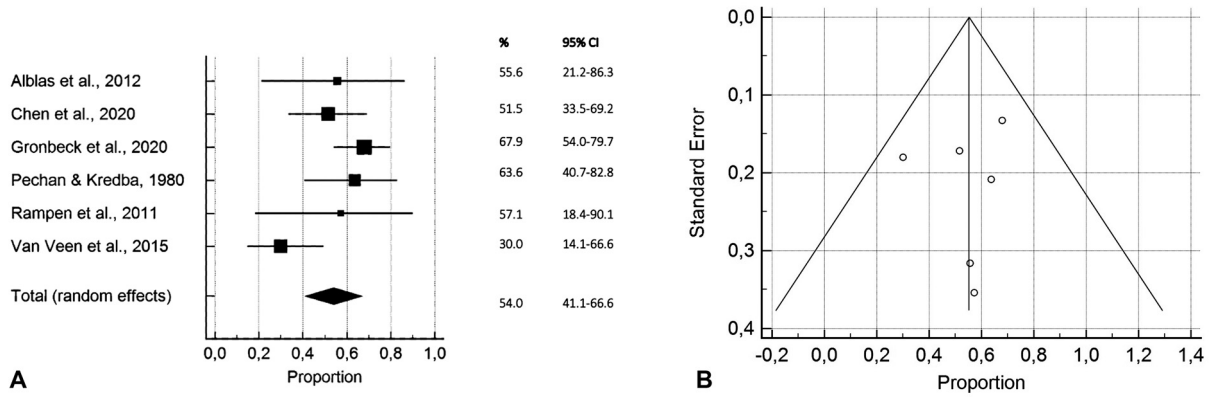 % 95% CI
Alblas et al., 2012 55.6 21.2-86.3
Chen et al., 2020 51.5 33.5-69.2
Gronbeck et al., 2020 67.9 54.0-79.7
Pechan & Kredba, 1980 63.6 40.7-82.8
Rampen et al., 2011 57.1 18.4-90.1
Van Veen et al., 2015 30.0 14.1-66.6
Total (random effects) 54.0 41.1-66.6
0,0 0,2 0,4 0,6 0,8 1,0
Proportion
A
0,0
0,1
0,2
0,3
0,4
Standard Error
-0,2 0,0 0,2 0,4 0,6 0,8 1,0 1,2 1,4
Proportion
B